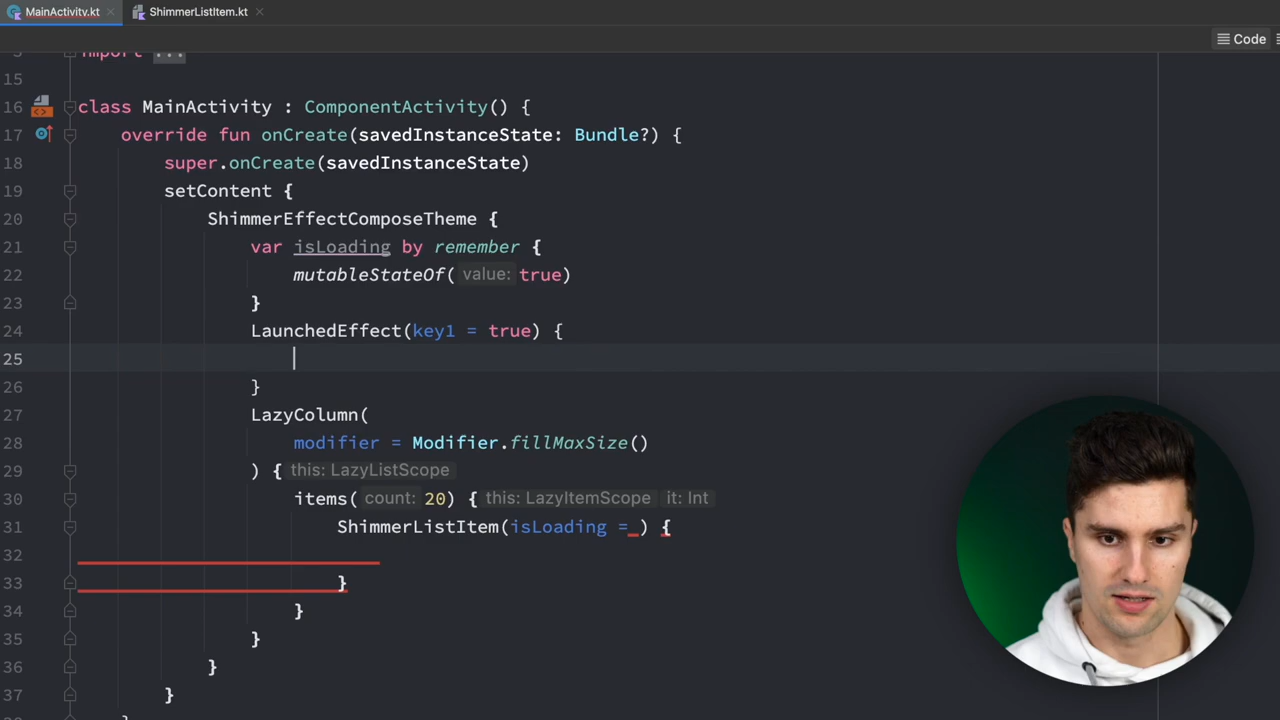 MainActivity.kt
ShimmerListItem.kt
Code
import ...
15
16 class MainActivity : ComponentActivity() {
17 override fun onCreate(savedInstanceState: Bundle?) {
18 super.onCreate(savedInstanceState)
19 setContent {
20 ShimmerEffectComposeTheme {
21 var isLoading by remember {
22 mutableStateOf( value: true)
23 }
24 LaunchedEffect(key1 = true) {
25
26 }
27 LazyColumn(
28 modifier = Modifier.fillMaxSize()
29 ) { this: LazyListScope
30 items( count: 20) { this: LazyItemScope it: Int
31 ShimmerListItem(isLoading = ) {
32
33 }
34 }
35 }
36 }
37 }